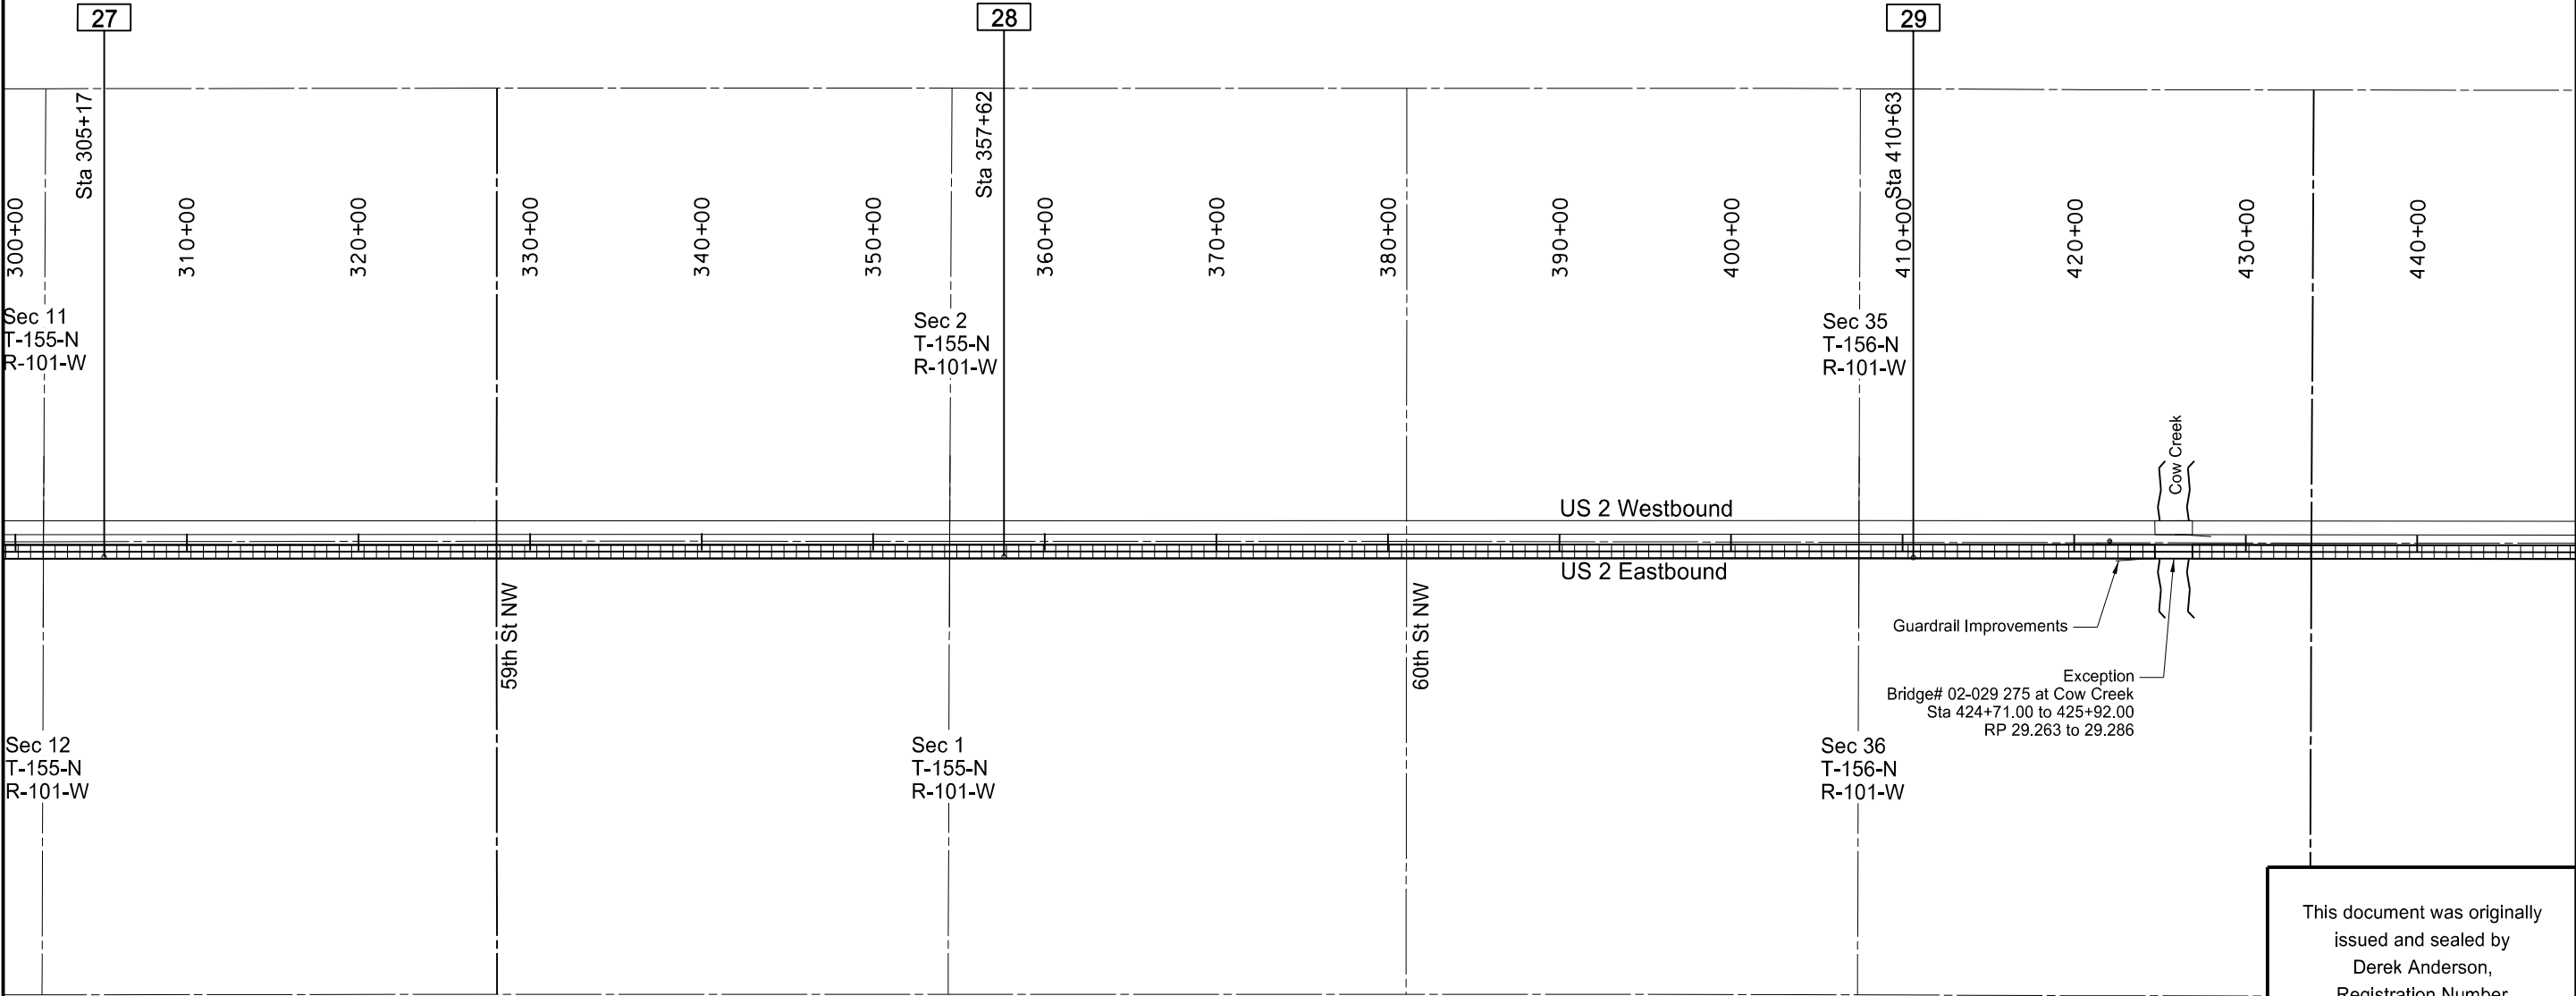 27
28
29
Sta 305+17
Sta 357+62
Sta 410+63
300+00
310+00
320+00
330+00
340+00
350+00
360+00
370+00
380+00
390+00
400+00
410+00
420+00
430+00
440+00
Sec 11
T-155-N
R-101-W
Sec 2
T-155-N
R-101-W
Sec 35
T-156-N
R-101-W
Cow Creek
US 2 Westbound
US 2 Eastbound
59th St NW
60th St NW
Guardrail Improvements
Exception
Bridge# 02-029 275 at Cow Creek
Sta 424+71.00 to 425+92.00
RP 29.263 to 29.286
Sec 12
T-155-N
R-101-W
Sec 1
T-155-N
R-101-W
Sec 36
T-156-N
R-101-W
This document was originally
issued and sealed by
Derek Anderson,
Registration Number